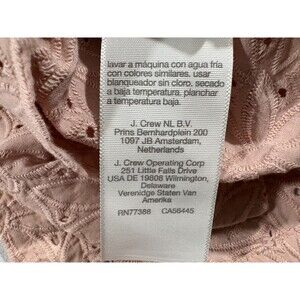 lavar a máquina con agua fría
con colores similares. usar
blanqueador sin cloro. secado
a baja temperatura. planchar
a temperatura baja.
J. Crew NL B.V.
Prins Bernhardplein 200
1097 JB Amsterdam,
Netherlands
J. Crew Operating Corp
251 Little Falls Drive
USA DE 19808 Wilmington,
Delaware
Verenidge Staten Van
Amerika
RN77388 CA56445